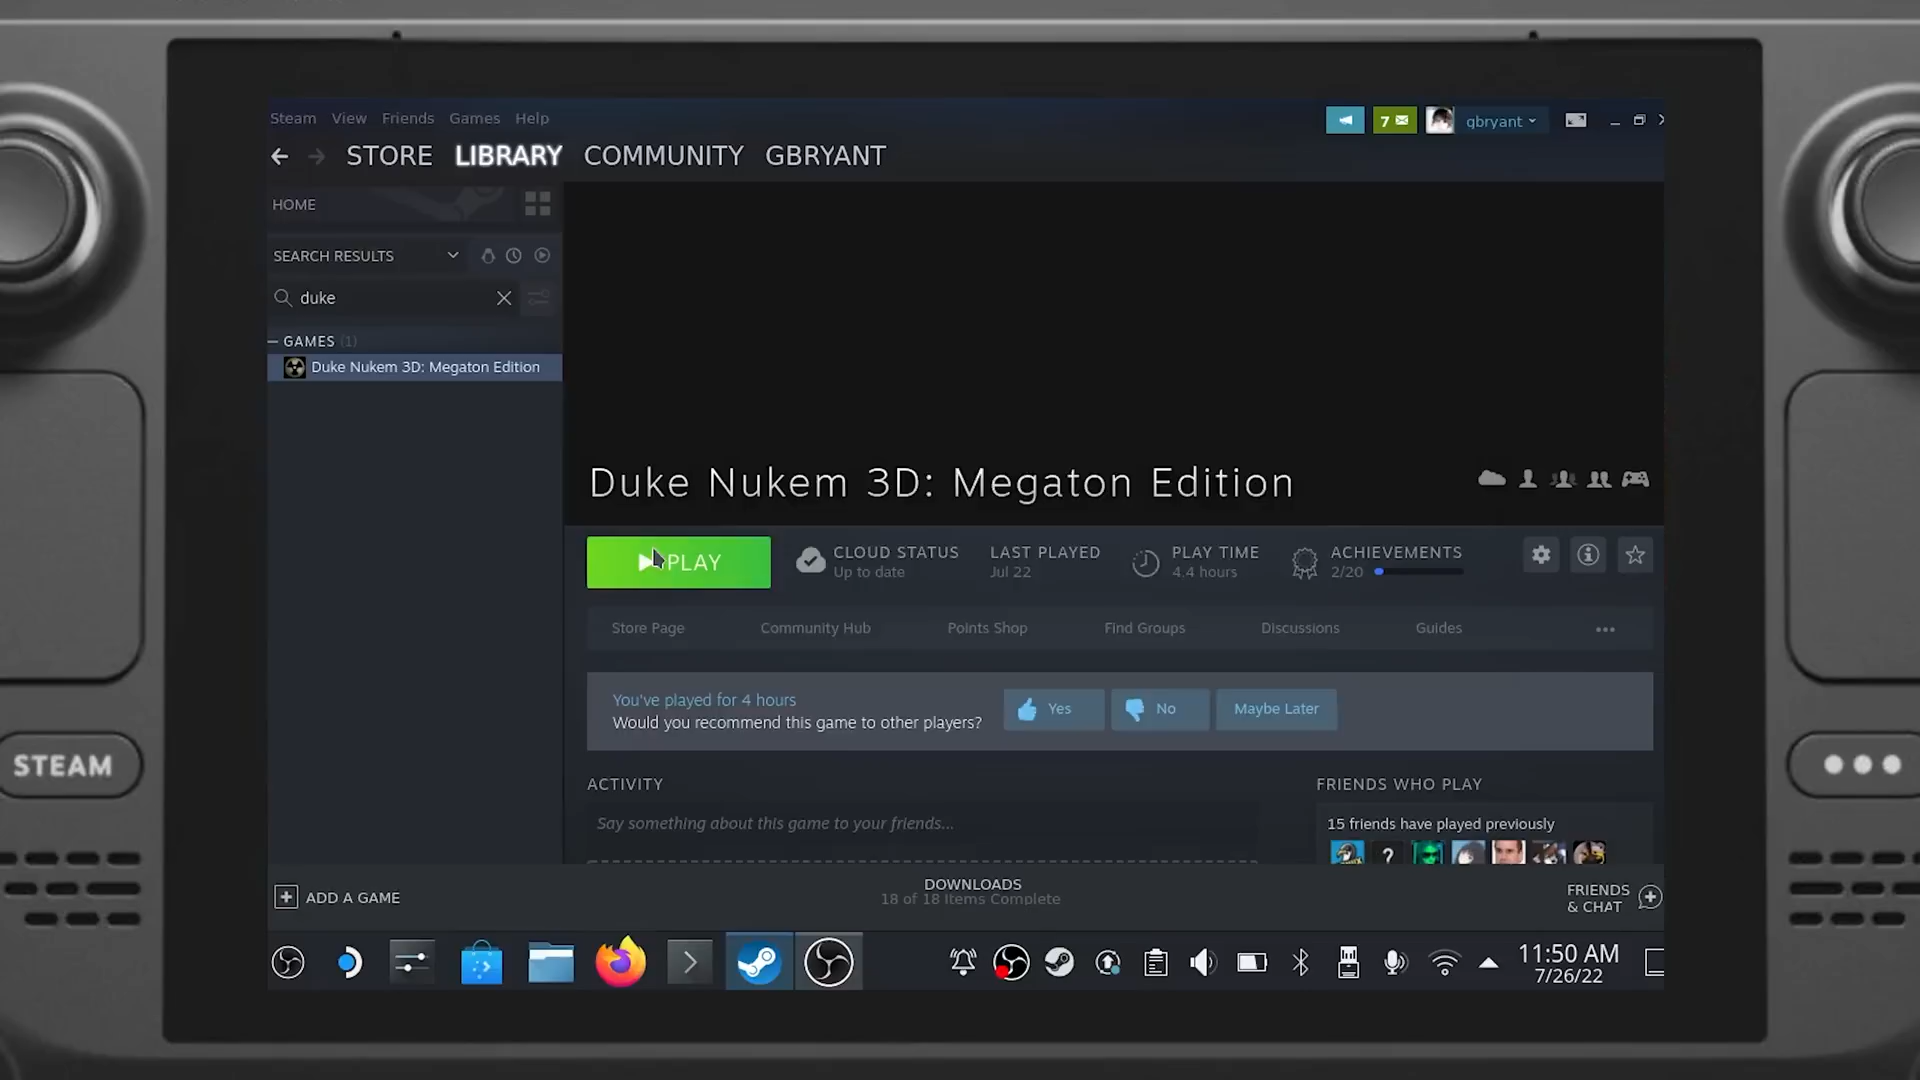 Steam View Friends Games Help
7 gbryant
STORE LIBRARY COMMUNITY GBRYANT
HOME
SEARCH RESULTS
duke
GAMES (1)
Duke Nukem 3D: Megaton Edition
Duke Nukem 3D: Megaton Edition
PLAY
CLOUD STATUS
Up to date
LAST PLAYED
Jul 22
PLAY TIME
4.4 hours
ACHIEVEMENTS
2/20
Store Page Community Hub Points Shop Find Groups Discussions Guides
You've played for 4 hours
Would you recommend this game to other players?
Yes No Maybe Later
ACTIVITY
Say something about this game to your friends...
FRIENDS WHO PLAY
15 friends have played previously
?
ADD A GAME
DOWNLOADS
18 of 18 Items Complete
FRIENDS
& CHAT
11:50 AM
7/26/22
STEAM